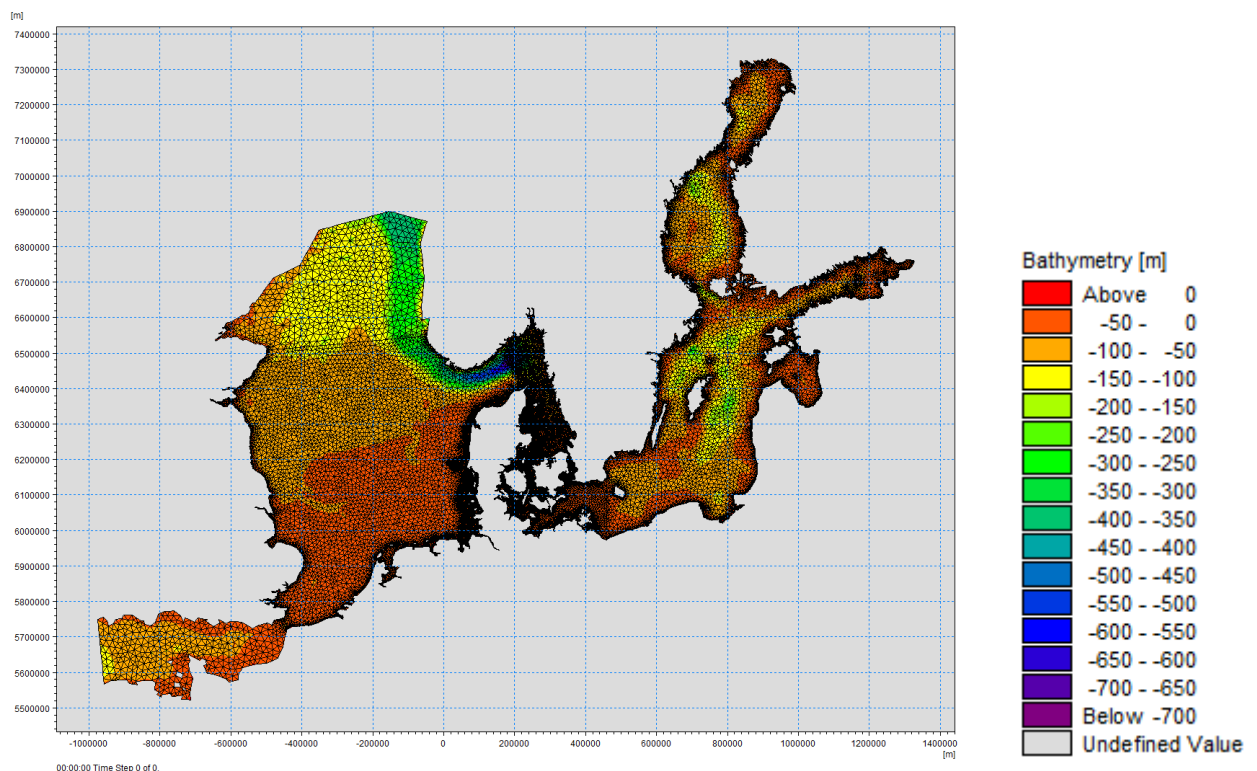 [m]
7400000
7300000
7200000
7100000
7000000
6900000
6800000
6700000
6600000
6500000
6400000
6300000
6200000
6100000
6000000
5900000
5800000
5700000
5600000
5500000
-1000000 -800000 -600000 -400000 -200000 0 200000 400000 600000 800000 1000000 1200000 1400000
[m]
00:00:00 Time Step 0 of 0.
Bathymetry [m]
Above 0
-50 - 0
-100 - -50
-150 - -100
-200 - -150
-250 - -200
-300 - -250
-350 - -300
-400 - -350
-450 - -400
-500 - -450
-550 - -500
-600 - -550
-650 - -600
-700 - -650
Below -700
Undefined Value